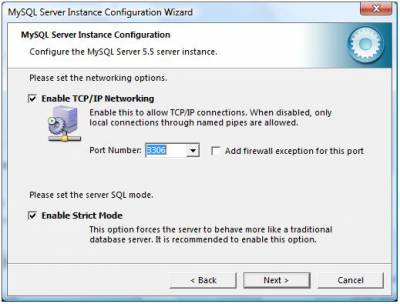 MySQL Server Instance Configuration Wizard
MySQL Server Instance Configuration
Configure the MySQL Server 5.5 server instance.
Please set the networking options.
Enable TCP/IP Networking
Enable this to allow TCP/IP connections. When disabled, only
local connections through named pipes are allowed.
Port Number: 3306 Add firewall exception for this port
Please set the server SQL mode.
Enable Strict Mode
This option forces the server to behave more like a traditional
database server. It is recommended to enable this option.
< Back Next > Cancel